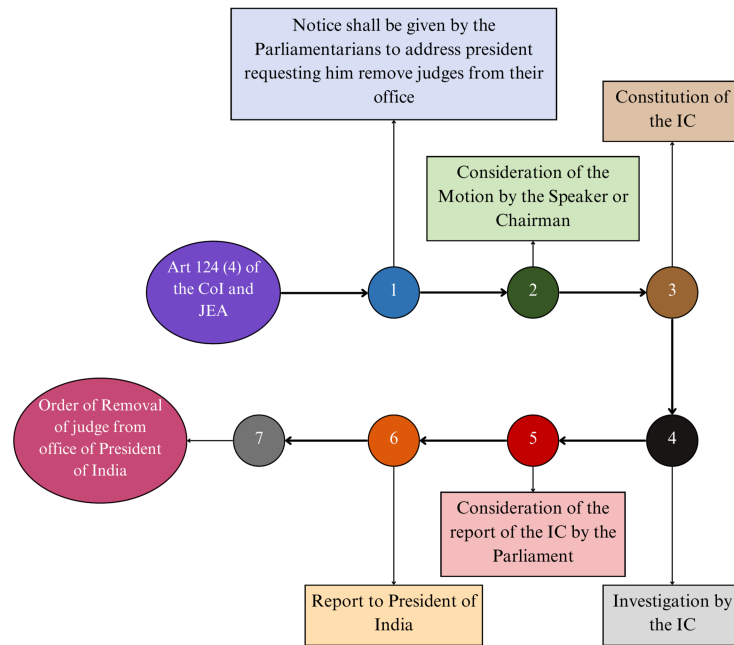 Notice shall be given by the
Parliamentarians to address president
requesting him remove judges from their
office
Constitution of
the IC
Consideration of the
Motion by the Speaker or
Chairman
Art 124 (4) of
the CoI and
JEA
1
2
3
Order of Removal
of judge from
office of President
of India
7
6
5
4
Consideration of the
report of the IC by the
Parliament
Report to President of
India
Investigation by
the IC